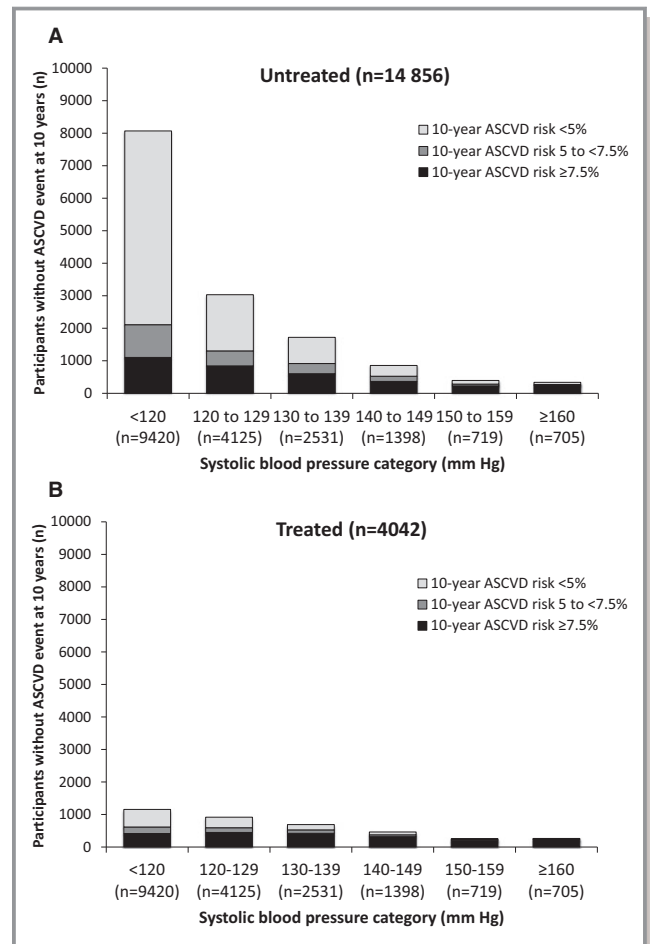 A
Untreated (n=14 856)
10000
9000
8000
7000
6000
5000
4000
3000
2000
1000
0
Participants without ASCVD event at 10 years (n)
10-year ASCVD risk <5%
10-year ASCVD risk 5 to <7.5%
10-year ASCVD risk ≥7.5%
<120 120 to 129 130 to 139 140 to 149 150 to 159 ≥160
(n=9420) (n=4125) (n=2531) (n=1398) (n=719) (n=705)
Systolic blood pressure category (mm Hg)
B
Treated (n=4042)
10000
9000
8000
7000
6000
5000
4000
3000
2000
1000
0
Participants without ASCVD event at 10 years (n)
10-year ASCVD risk <5%
10-year ASCVD risk 5 to <7.5%
10-year ASCVD risk ≥7.5%
<120 120-129 130-139 140-149 150-159 ≥160
(n=9420) (n=4125) (n=2531) (n=1398) (n=719) (n=705)
Systolic blood pressure category (mm Hg)